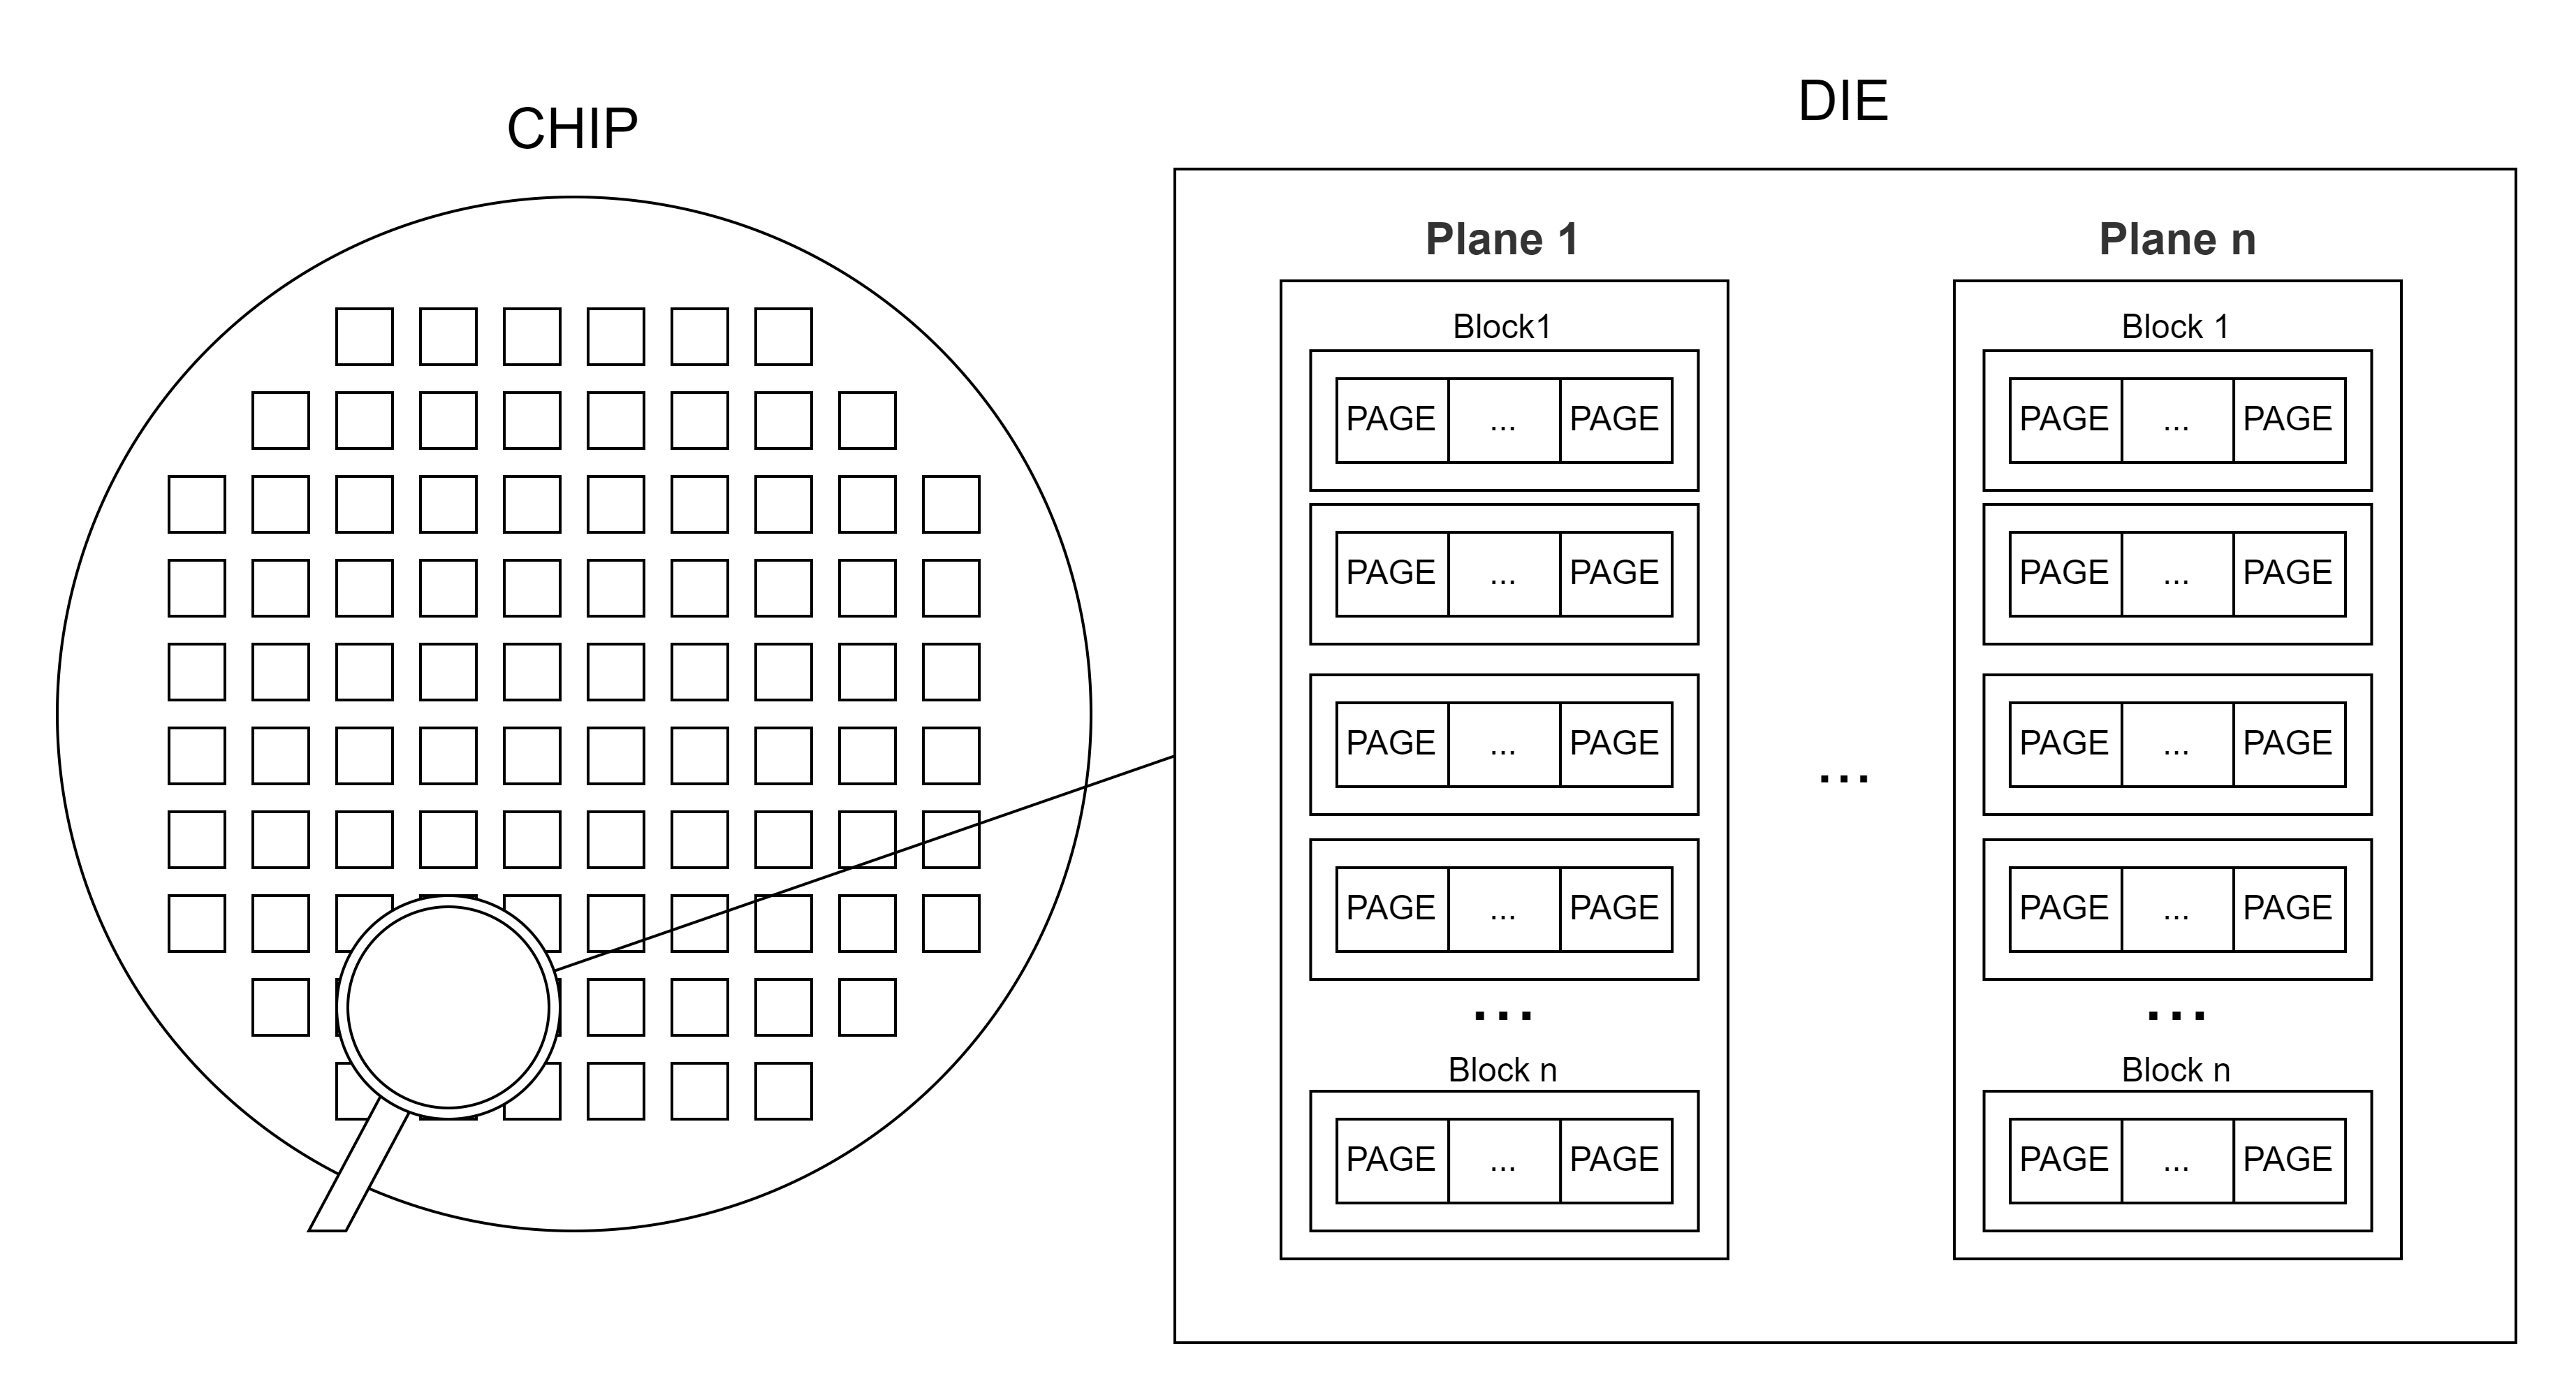 CHIP
DIE
Plane 1
Block1
PAGE ... PAGE
PAGE ... PAGE
PAGE ... PAGE
PAGE ... PAGE
...
Block n
PAGE ... PAGE
...
Plane n
Block 1
PAGE ... PAGE
PAGE ... PAGE
PAGE ... PAGE
PAGE ... PAGE
...
Block n
PAGE ... PAGE